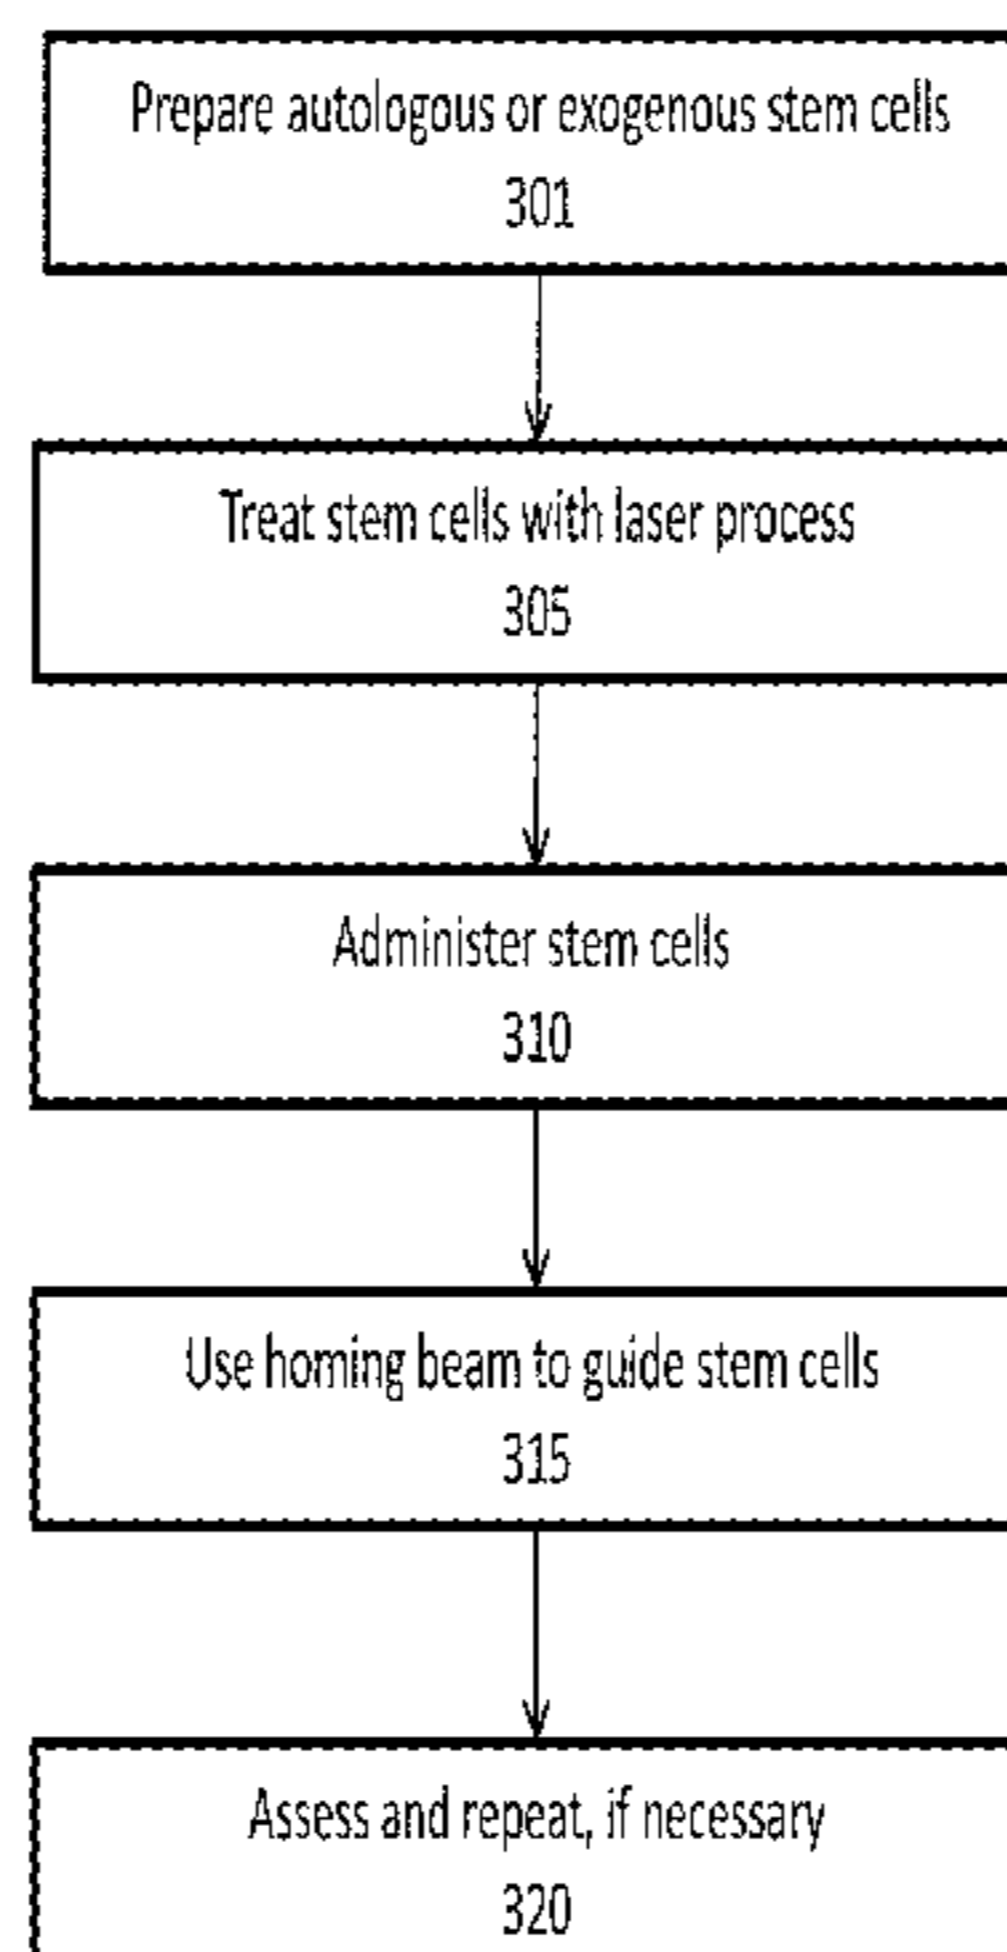 Prepare autologous or exogenous stem cells
301
Treat stem cells with laser process
305
Administer stem cells
310
Use homing beam to guide stem cells
315
Assess and repeat, if necessary
320